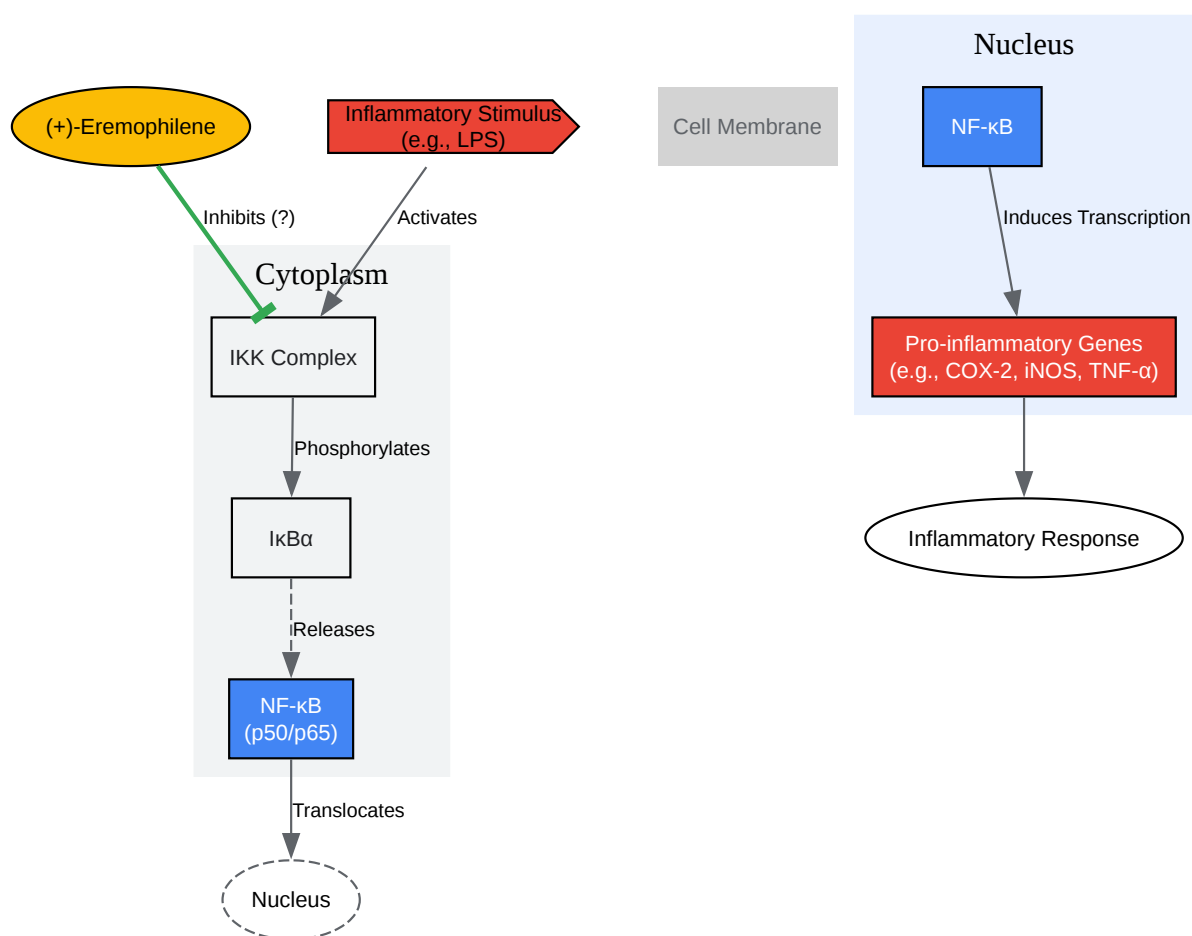 (+)-Eremophilene
Inflammatory Stimulus
(e.g., LPS)
Inhibits (?)
Activates
Cytoplasm
IKK Complex
Phosphorylates
IκBα
Releases
NF-κB
(p50/p65)
Translocates
Nucleus
Cell Membrane
Nucleus
NF-κB
Induces Transcription
Pro-inflammatory Genes
(e.g., COX-2, iNOS, TNF-α)
Inflammatory Response